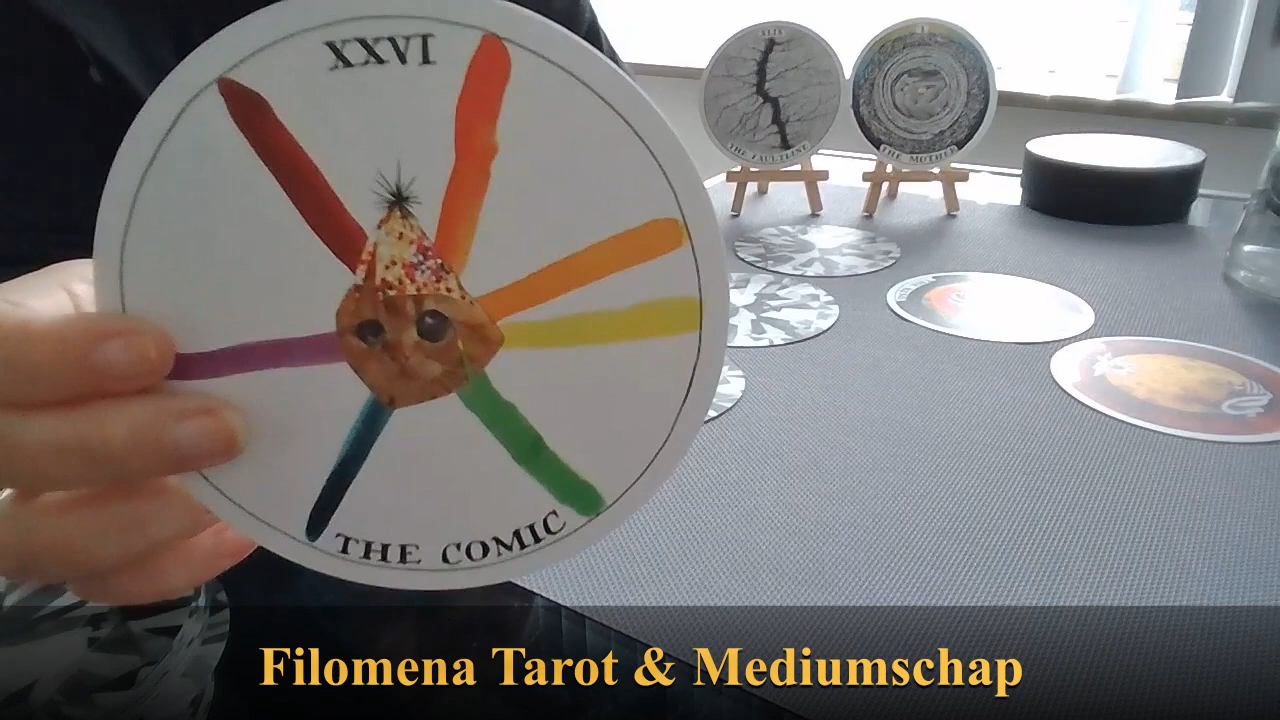 XXVI
THE COMIC
THE FAULTLINE
I
THE MOTHER
Filomena Tarot & Mediumschap